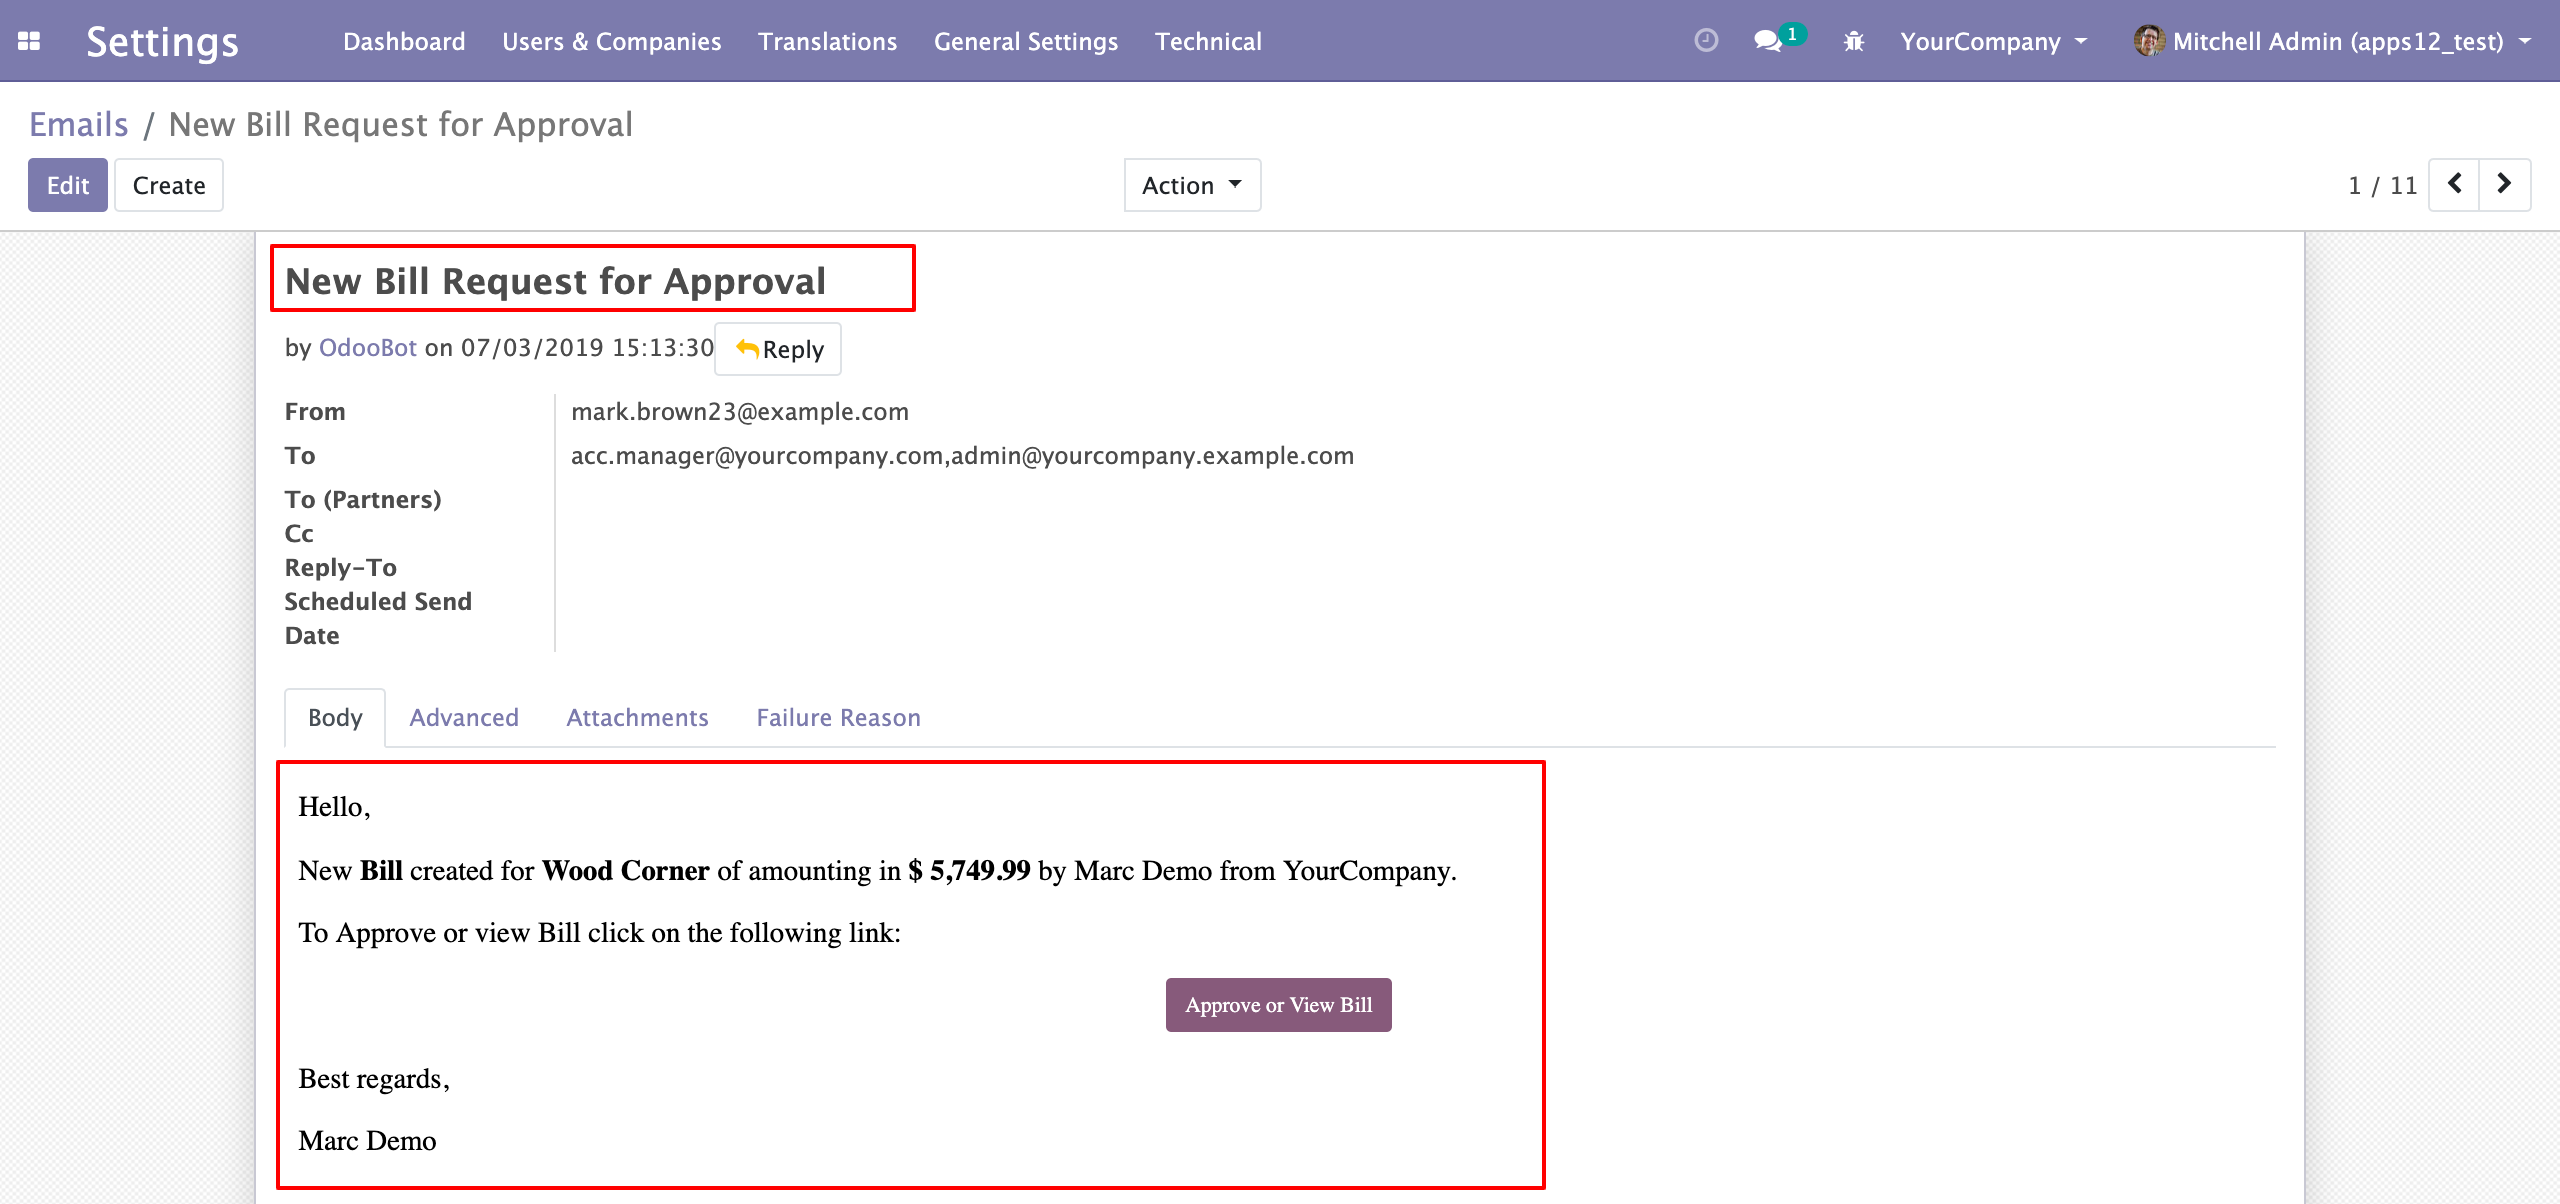 Settings Dashboard Users & Companies Translations General Settings Technical 1 YourCompany Mitchell Admin (apps12_test)
Emails / New Bill Request for Approval
Edit Create Action 1 / 11
New Bill Request for Approval
by OdooBot on 07/03/2019 15:13:30 Reply
From mark.brown23@example.com
To acc.manager@yourcompany.com,admin@yourcompany.example.com
To (Partners)
Cc
Reply-To
Scheduled Send
Date
Body Advanced Attachments Failure Reason
Hello,
New Bill created for Wood Corner of amounting in $ 5,749.99 by Marc Demo from YourCompany.
To Approve or view Bill click on the following link:
Approve or View Bill
Best regards,
Marc Demo